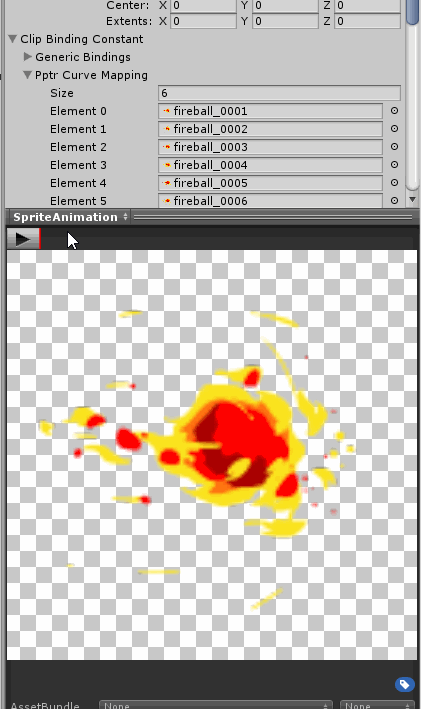 Center: X 0 Y 0 Z 0
Extents: X 0 Y 0 Z 0
Clip Binding Constant
Generic Bindings
Pptr Curve Mapping
Size 6
Element 0 fireball_0001
Element 1 fireball_0002
Element 2 fireball_0003
Element 3 fireball_0004
Element 4 fireball_0005
Element 5 fireball_0006
SpriteAnimation
AssetBundle None None